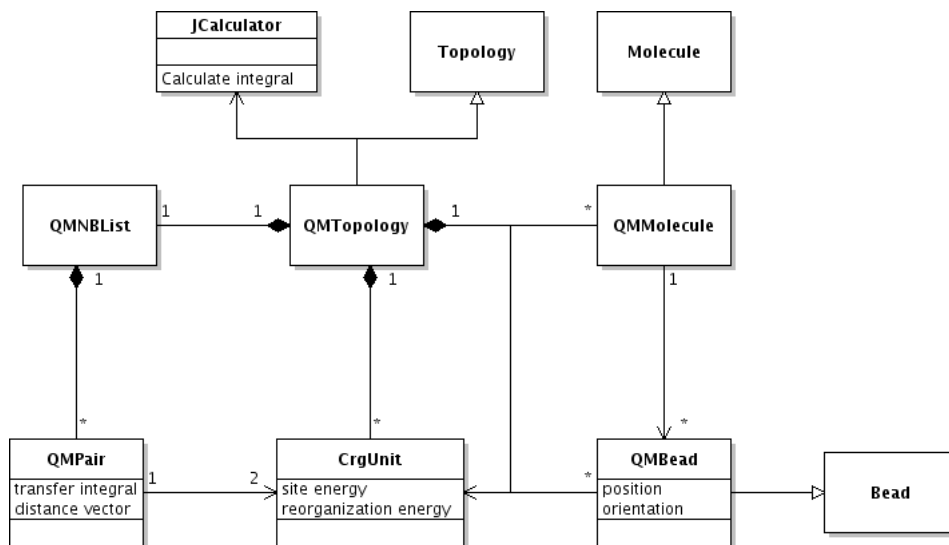 JCalculator
Calculate integral
Topology
Molecule
QMNBList
1
1
QMTopology
1
*
QMMolecule
1
1
1
*
*
*
QMPair
transfer integral
distance vector
1
2
CrgUnit
site energy
reorganization energy
*
QMBead
position
orientation
Bead